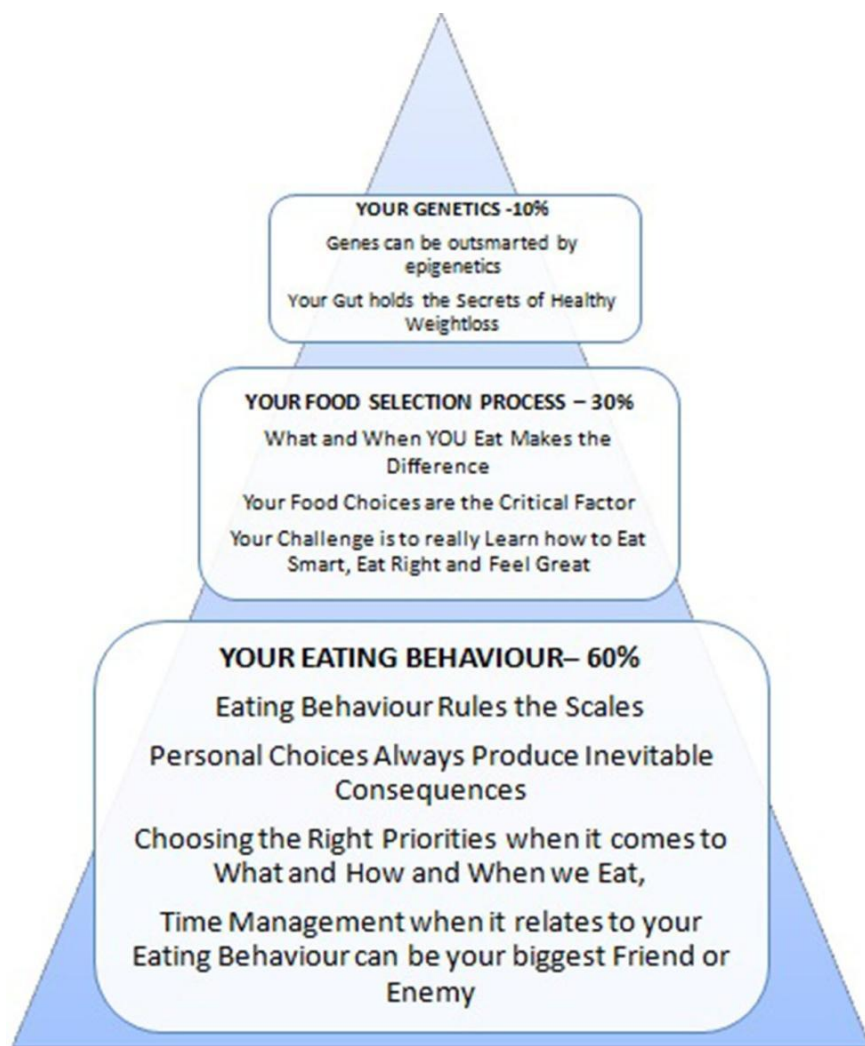 YOUR GENETICS -10%
Genes can be outsmarted by
epigenetics
Your Gut holds the Secrets of Healthy
Weightloss
YOUR FOOD SELECTION PROCESS – 30%
What and When YOU Eat Makes the
Difference
Your Food Choices are the Critical Factor
Your Challenge is to really Learn how to Eat
Smart, Eat Right and Feel Great
YOUR EATING BEHAVIOUR– 60%
Eating Behaviour Rules the Scales
Personal Choices Always Produce Inevitable
Consequences
Choosing the Right Priorities when it comes to
What and How and When we Eat,
Time Management when it relates to your
Eating Behaviour can be your biggest Friend or
Enemy